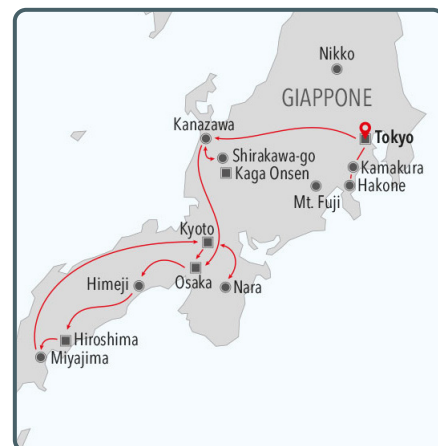 Nikko
GIAPPONE
Kanazawa
Tokyo
Shirakawa-go
Kamakura
Kaga Onsen
Hakone
Mt. Fuji
Kyoto
Himeji
Osaka
Nara
Hiroshima
Miyajima